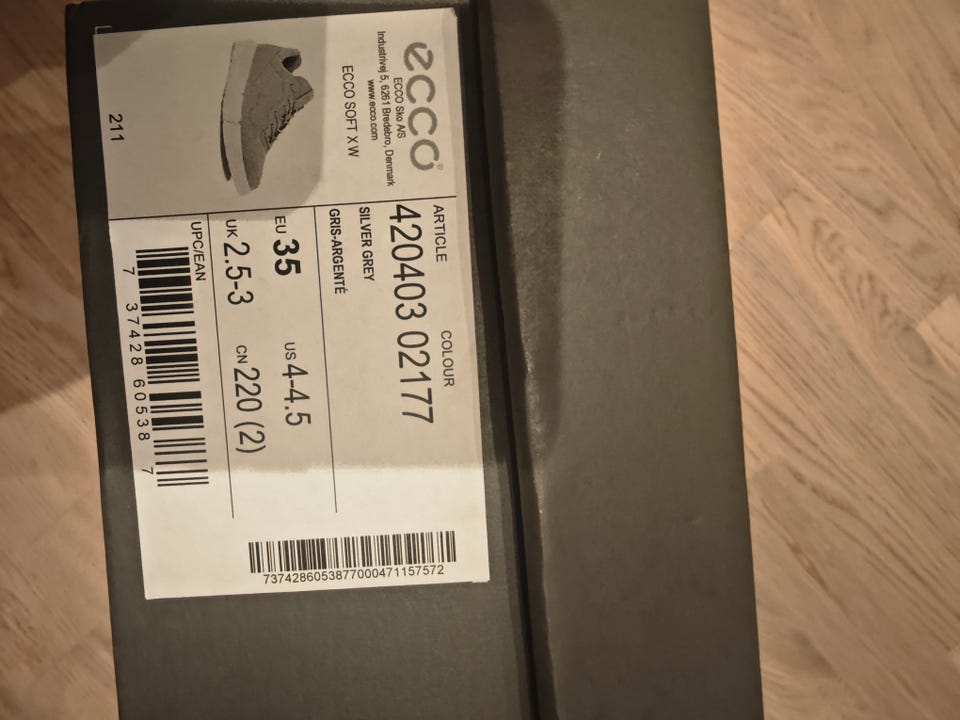 ecco
ECCO Sko A/S
Industrivej 5, 6261 Bredebro, Denmark
www.ecco.com
ECCO SOFT X W
211
ARTICLE COLOUR
420403 02177
SILVER GREY
GRIS-ARGENTÉ
EU 35 US 4-4.5
UK 2.5-3 CN 220 (2)
UPC/EAN
7 37428 60538 7
7374286053877000471157572